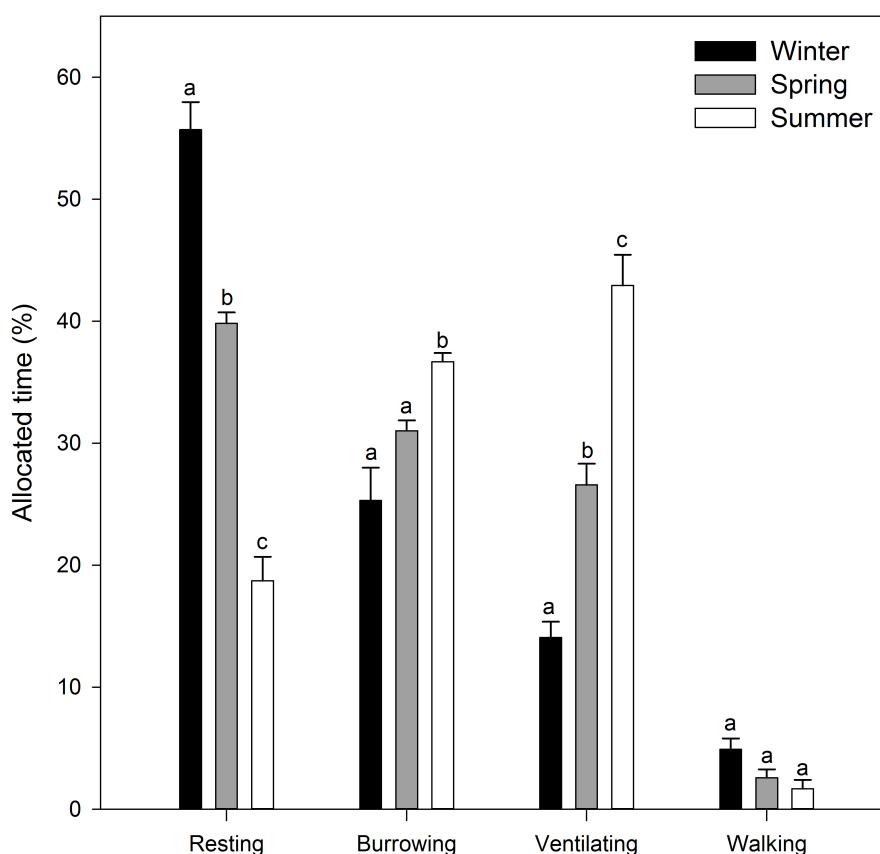 Winter
Spring
Summer
Allocated time (%)
60
50
40
30
20
10
0
a
b
c
a
a
b
a
b
c
a
a
a
Resting
Burrowing
Ventilating
Walking